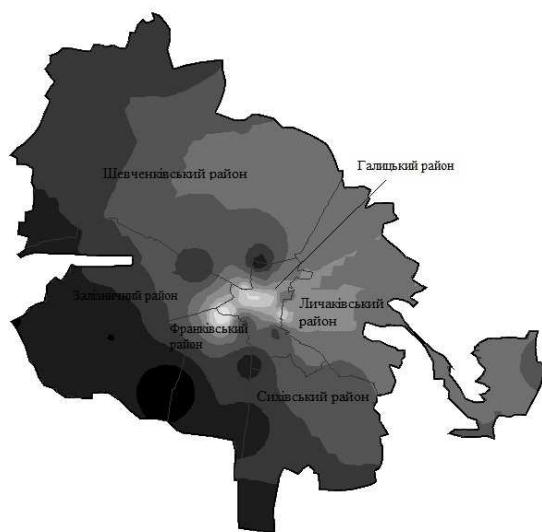 Галицький район
Шевченківський район
Залізничний район
Личаківський
район
Франківський
район
Сихівський район